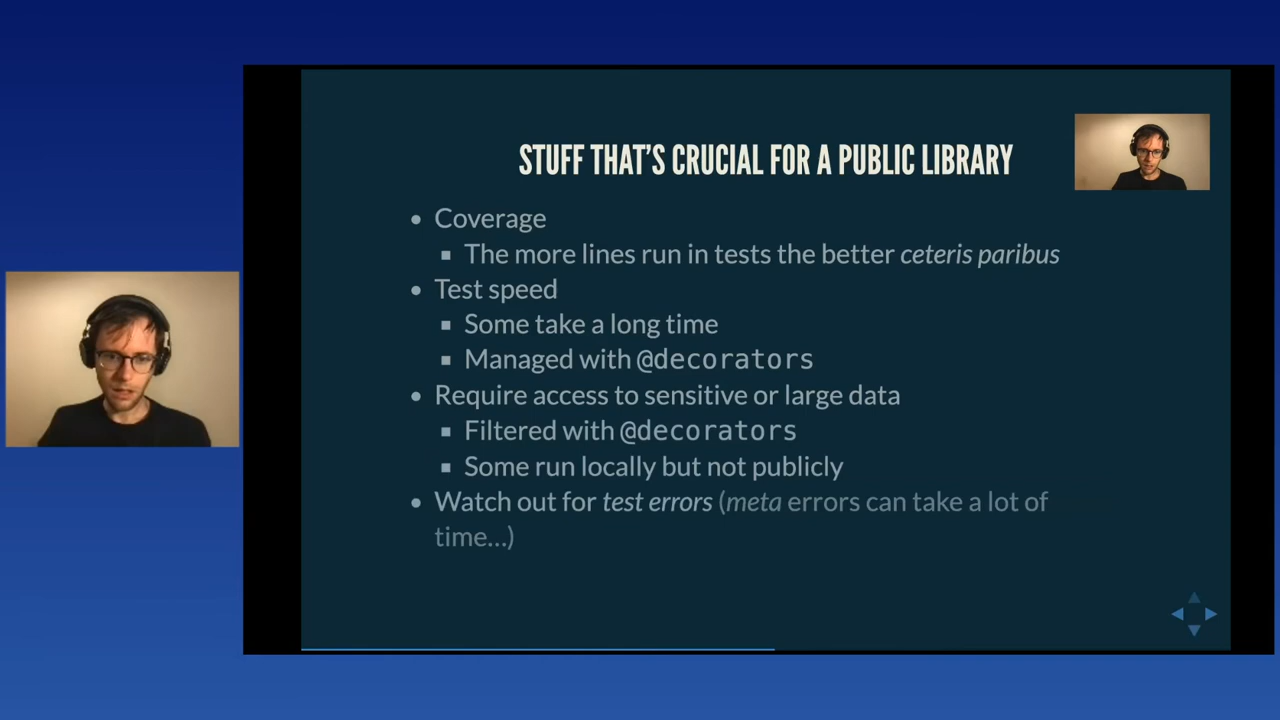 STUFF THAT'S CRUCIAL FOR A PUBLIC LIBRARY
Coverage
The more lines run in tests the better ceteris paribus
Test speed
Some take a long time
Managed with @decorators
Require access to sensitive or large data
Filtered with @decorators
Some run locally but not publicly
Watch out for test errors (meta errors can take a lot of
time...)